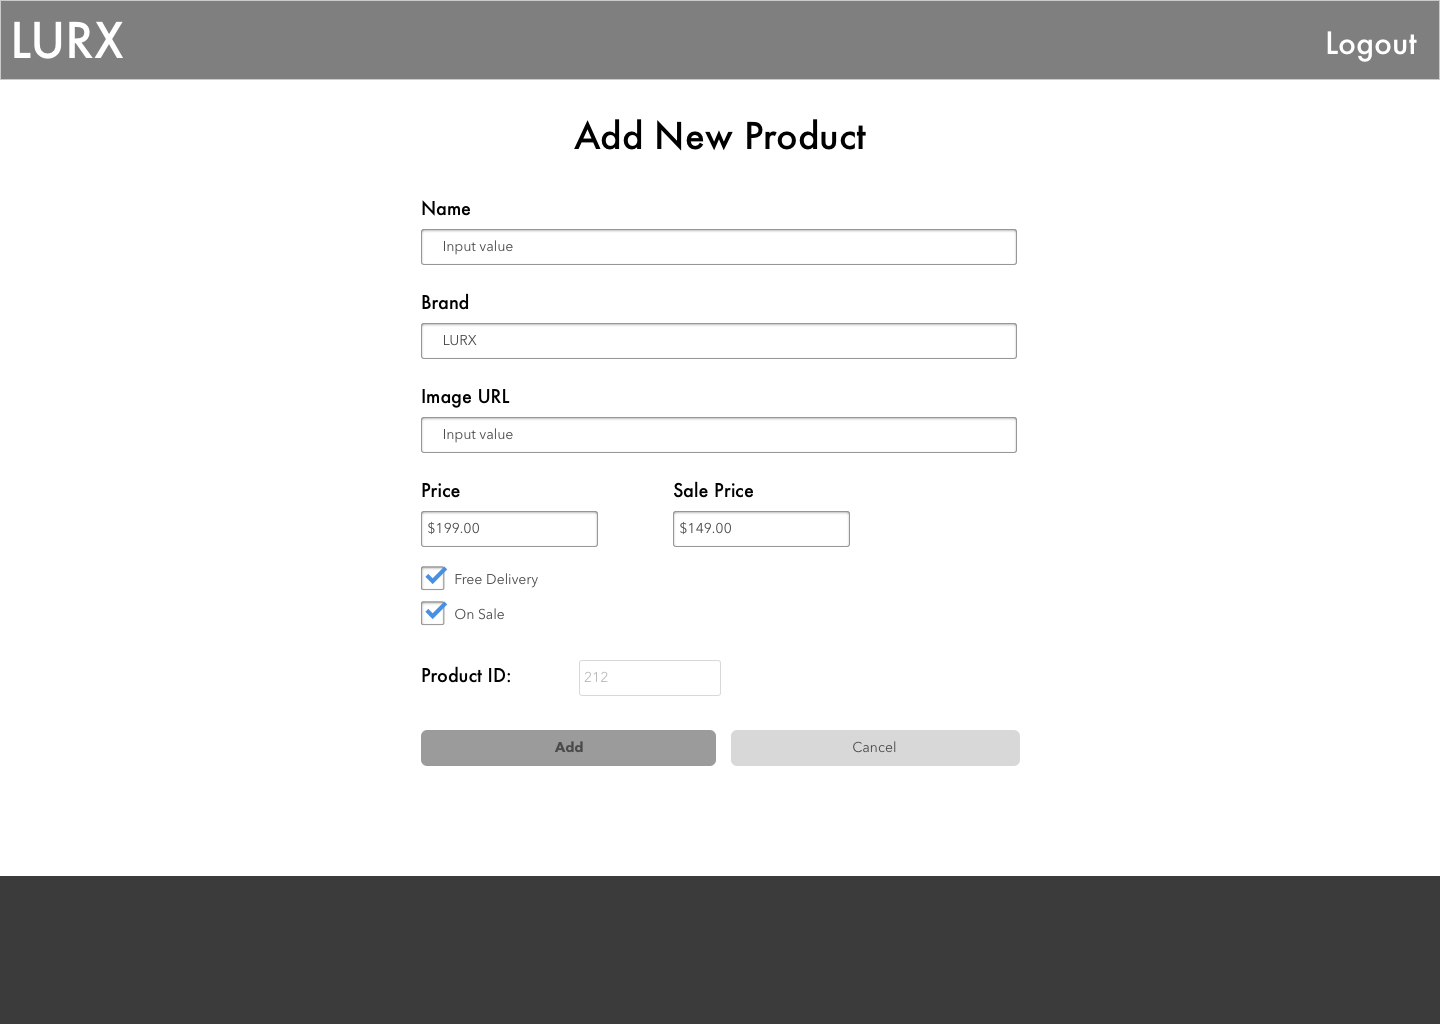 LURX Logout
Add New Product
Name
Input value
Brand
LURX
Image URL
Input value
Price Sale Price
$199.00 $149.00
Free Delivery
On Sale
Product ID: 212
Add Cancel